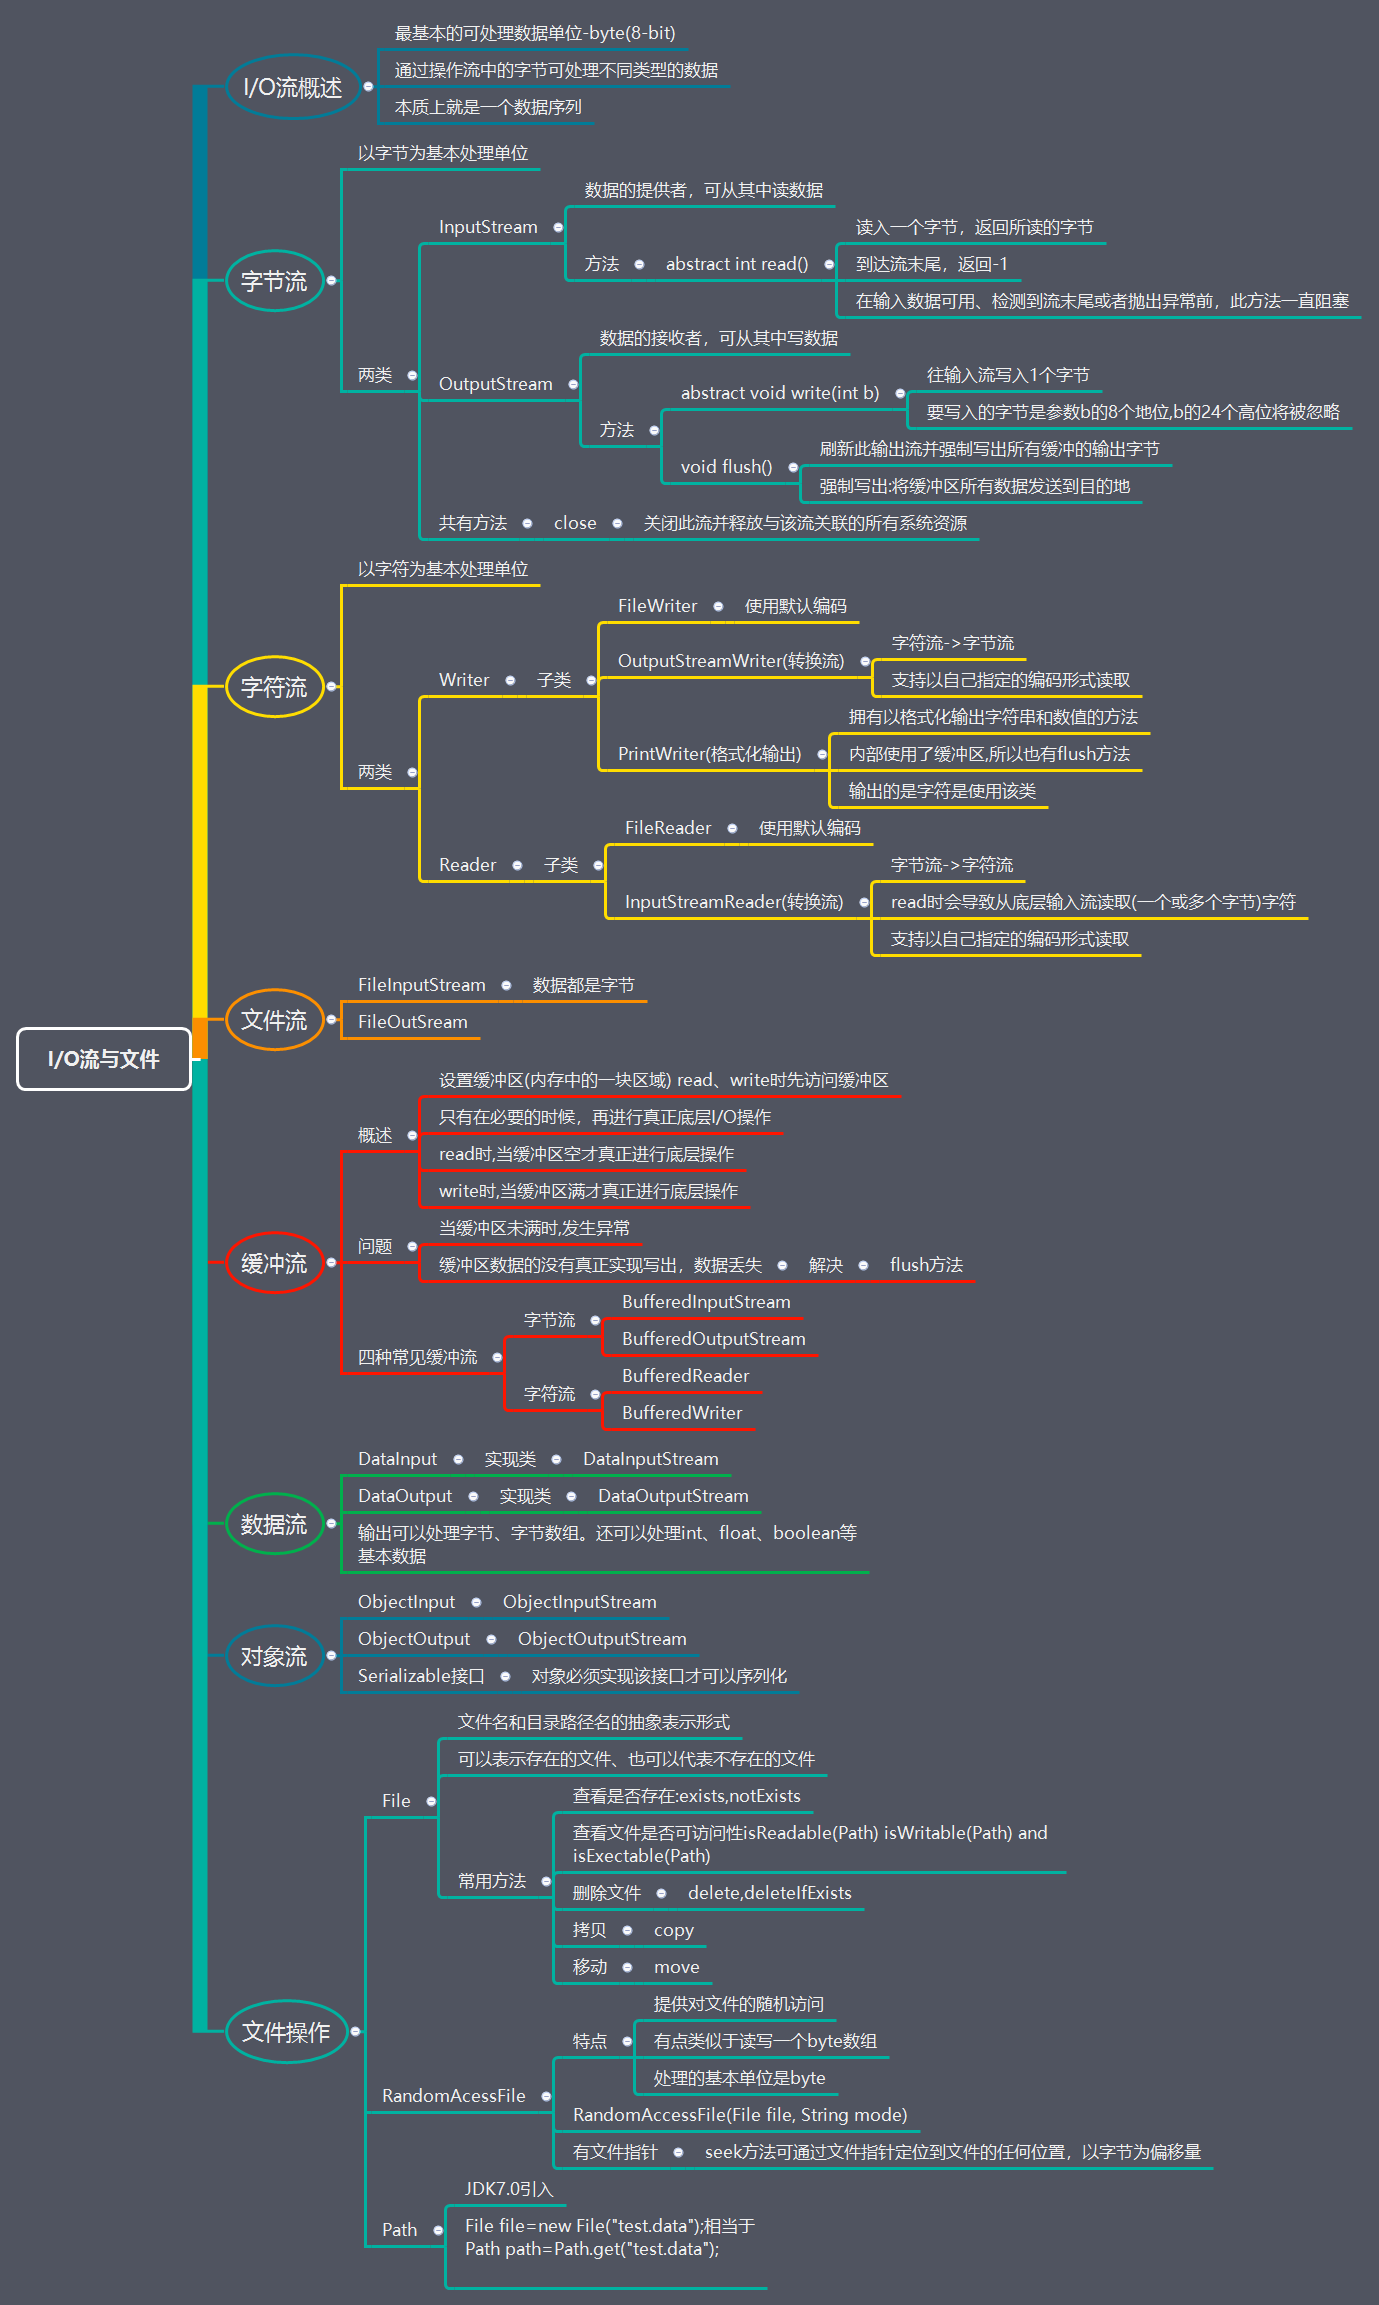 I/O流与文件
I/O流概述
最基本的可处理数据单位-byte(8-bit)
通过操作流中的字节可处理不同类型的数据
本质上就是一个数据序列
字节流
以字节为基本处理单位
两类
InputStream
数据的提供者，可从其中读数据
方法
abstract int read()
读入一个字节，返回所读的字节
到达流末尾，返回-1
在输入数据可用、检测到流末尾或者抛出异常前，此方法一直阻塞
OutputStream
数据的接收者，可从其中写数据
方法
abstract void write(int b)
往输入流写入1个字节
要写入的字节是参数b的8个地位,b的24个高位将被忽略
void flush()
刷新此输出流并强制写出所有缓冲的输出字节
强制写出:将缓冲区所有数据发送到目的地
共有方法
close
关闭此流并释放与该流关联的所有系统资源
字符流
以字符为基本处理单位
两类
Writer
子类
FileWriter
使用默认编码
OutputStreamWriter(转换流)
字符流->字节流
支持以自己指定的编码形式读取
PrintWriter(格式化输出)
拥有以格式化输出字符串和数值的方法
内部使用了缓冲区,所以也有flush方法
输出的是字符是使用该类
Reader
子类
FileReader
使用默认编码
InputStreamReader(转换流)
字节流->字符流
read时会导致从底层输入流读取(一个或多个字节)字符
支持以自己指定的编码形式读取
文件流
FileInputStream
数据都是字节
FileOutSream
缓冲流
概述
设置缓冲区(内存中的一块区域) read、write时先访问缓冲区
只有在必要的时候，再进行真正底层I/O操作
read时,当缓冲区空才真正进行底层操作
write时,当缓冲区满才真正进行底层操作
问题
当缓冲区未满时,发生异常
缓冲区数据的没有真正实现写出，数据丢失
解决
flush方法
四种常见缓冲流
字节流
BufferedInputStream
BufferedOutputStream
字符流
BufferedReader
BufferedWriter
数据流
DataInput
实现类
DataInputStream
DataOutput
实现类
DataOutputStream
输出可以处理字节、字节数组。还可以处理int、float、boolean等
基本数据
对象流
ObjectInput
ObjectInputStream
ObjectOutput
ObjectOutputStream
Serializable接口
对象必须实现该接口才可以序列化
文件操作
File
文件名和目录路径名的抽象表示形式
可以表示存在的文件、也可以代表不存在的文件
常用方法
查看是否存在:exists,notExists
查看文件是否可访问性isReadable(Path) isWritable(Path) and
isExectable(Path)
删除文件
delete,deleteIfExists
拷贝
copy
移动
move
RandomAcessFile
特点
提供对文件的随机访问
有点类似于读写一个byte数组
处理的基本单位是byte
RandomAccessFile(File file, String mode)
有文件指针
seek方法可通过文件指针定位到文件的任何位置，以字节为偏移量
Path
JDK7.0引入
File file=new File("test.data");相当于
Path path=Path.get("test.data");